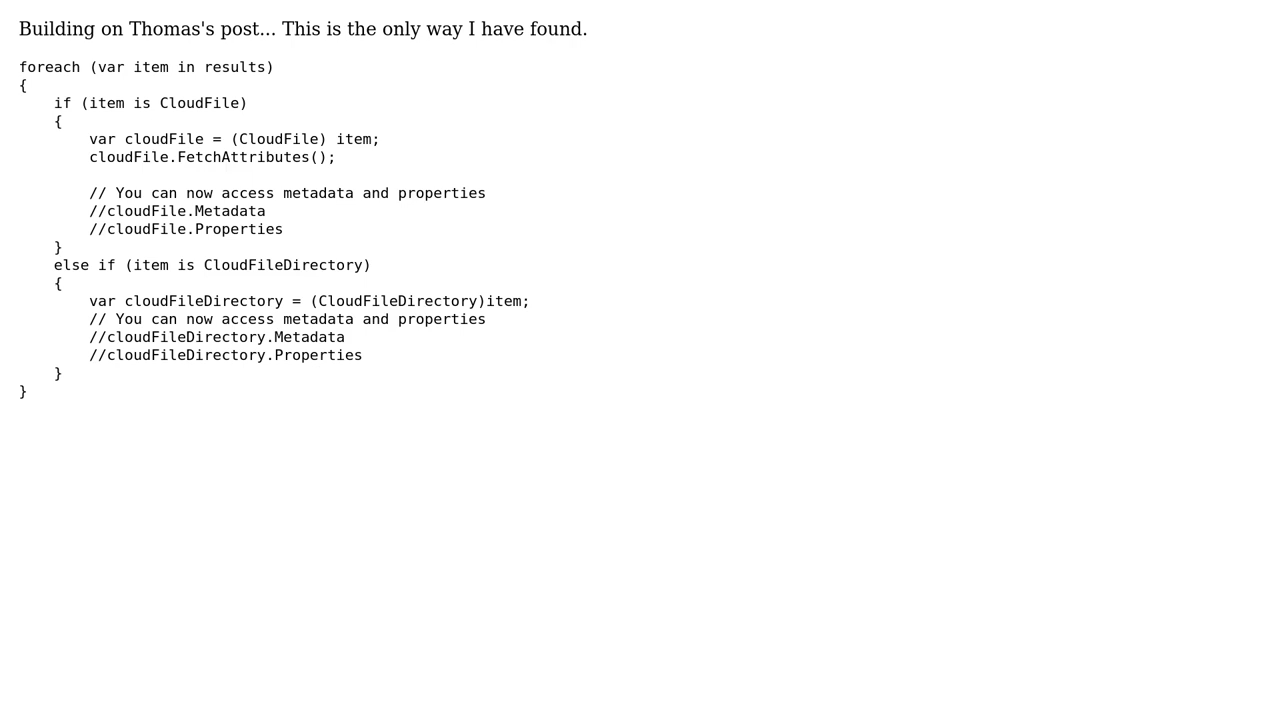 Building on Thomas's post... This is the only way I have found.
foreach (var item in results)
{
    if (item is CloudFile)
    {
        var cloudFile = (CloudFile) item;
        cloudFile.FetchAttributes();

        // You can now access metadata and properties
        //cloudFile.Metadata
        //cloudFile.Properties
    }
    else if (item is CloudFileDirectory)
    {
        var cloudFileDirectory = (CloudFileDirectory)item;
        // You can now access metadata and properties
        //cloudFileDirectory.Metadata
        //cloudFileDirectory.Properties
    }
}